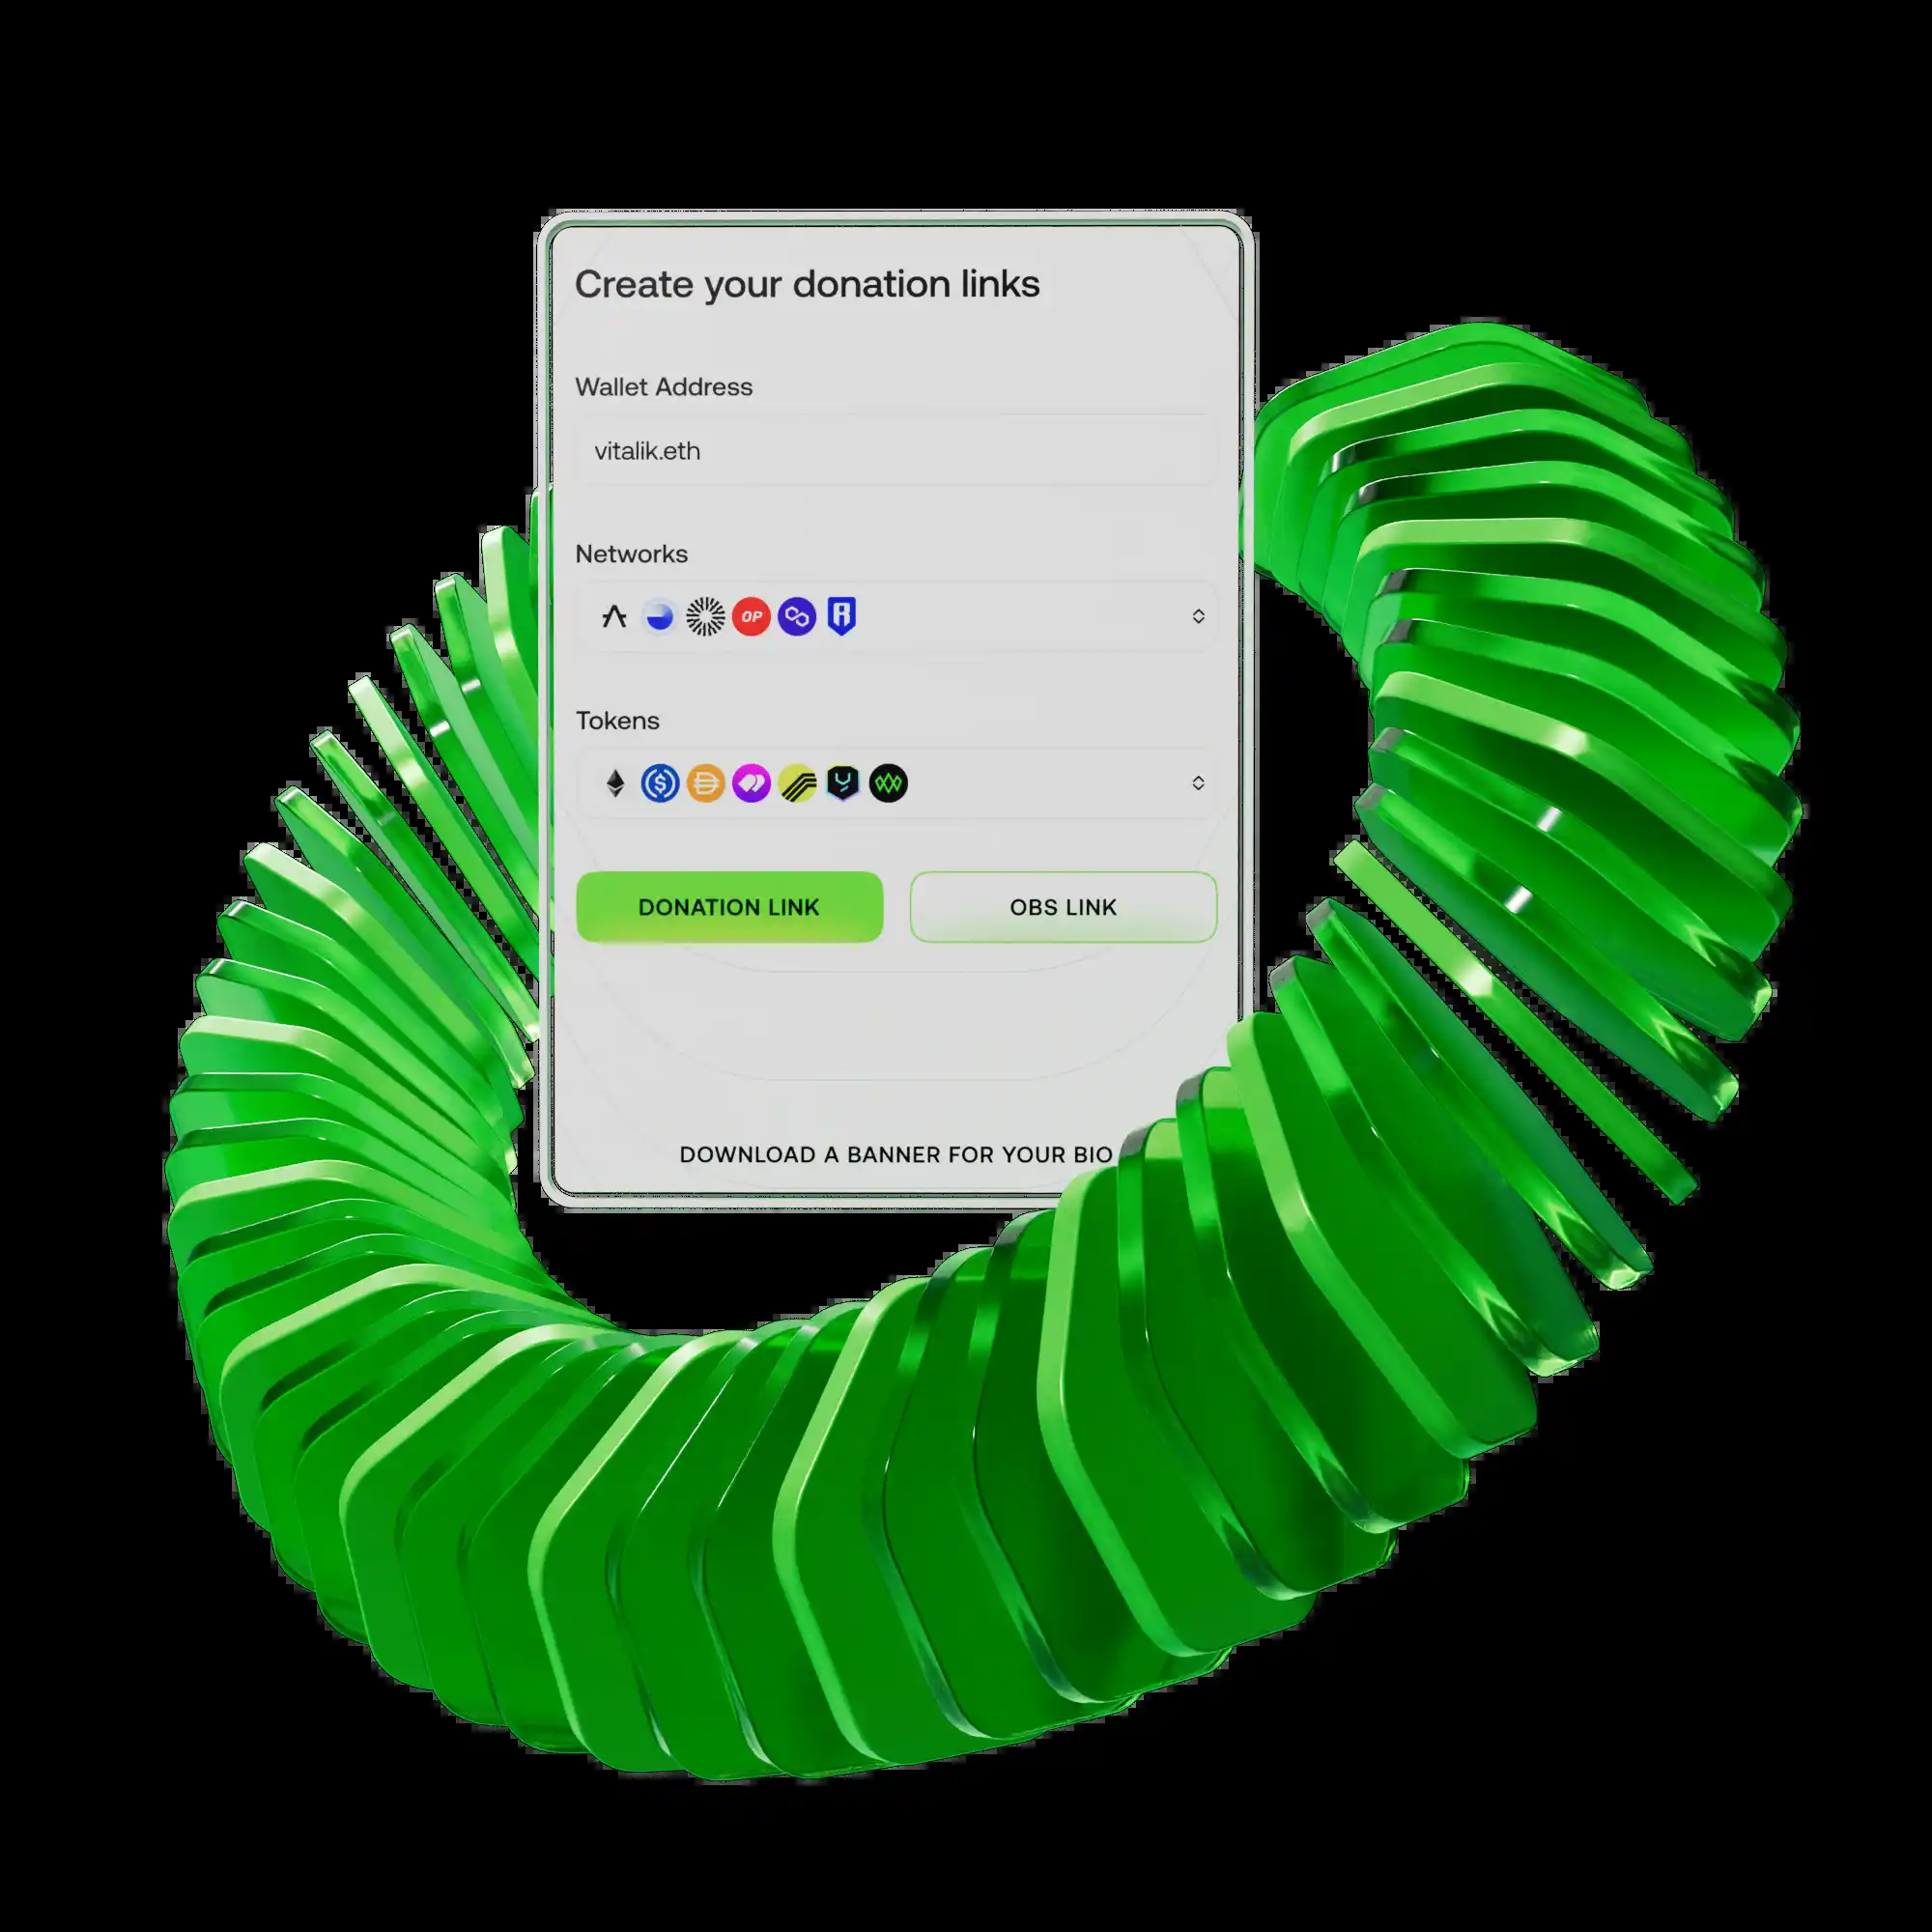 Create your donation links
Wallet Address
vitalik.eth
Networks
OP
Tokens
DONATION LINK
OBS LINK
DOWNLOAD A BANNER FOR YOUR BIO